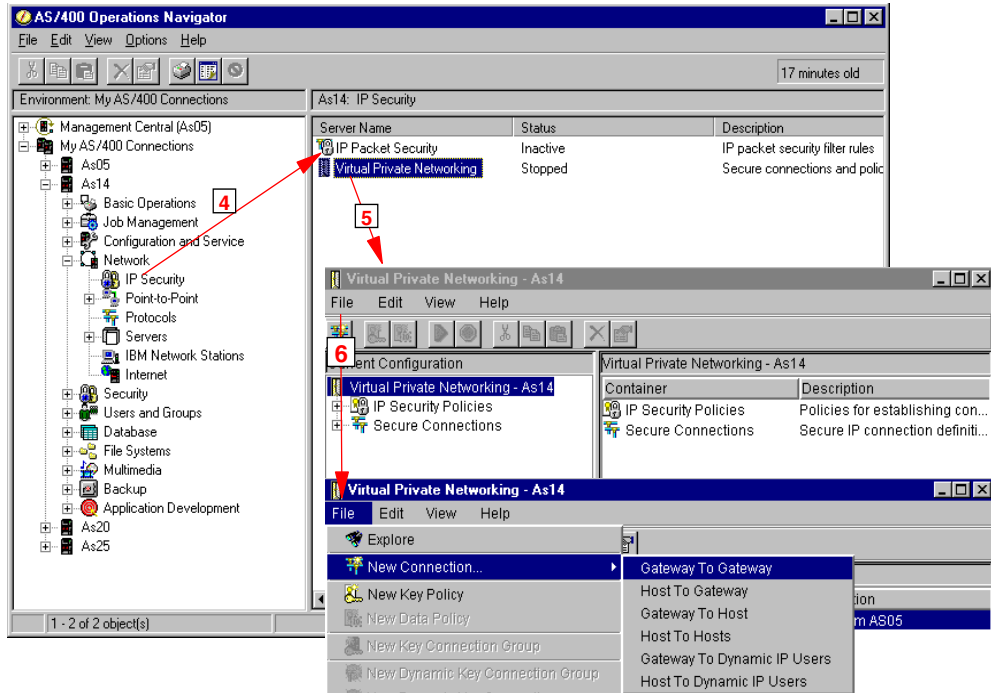 AS/400 Operations Navigator
File Edit View Options Help
17 minutes old
Environment: My AS/400 Connections
As14: IP Security
Management Central (As05)
My AS/400 Connections
As05
As14
Basic Operations
Job Management
Configuration and Service
Network
IP Security
Point-to-Point
Protocols
Servers
IBM Network Stations
Internet
Security
Users and Groups
Database
File Systems
Multimedia
Backup
Application Development
As20
As25
1 - 2 of 2 object(s)
Server Name Status Description
IP Packet Security Inactive IP packet security filter rules
Virtual Private Networking Stopped Secure connections and polic
4
5
Virtual Private Networking - As14
File Edit View Help
6
ent Configuration
Virtual Private Networking - As14
IP Security Policies
Secure Connections
Virtual Private Networking - As14
Container Description
IP Security Policies Policies for establishing con...
Secure Connections Secure IP connection definiti...
Virtual Private Networking - As14
File Edit View Help
Explore
New Connection...
New Key Policy
New Data Policy
New Key Connection Group
New Dynamic Key Connection Group
Gateway To Gateway
Host To Gateway
Gateway To Host
Host To Hosts
Gateway To Dynamic IP Users
Host To Dynamic IP Users
tion
m AS05